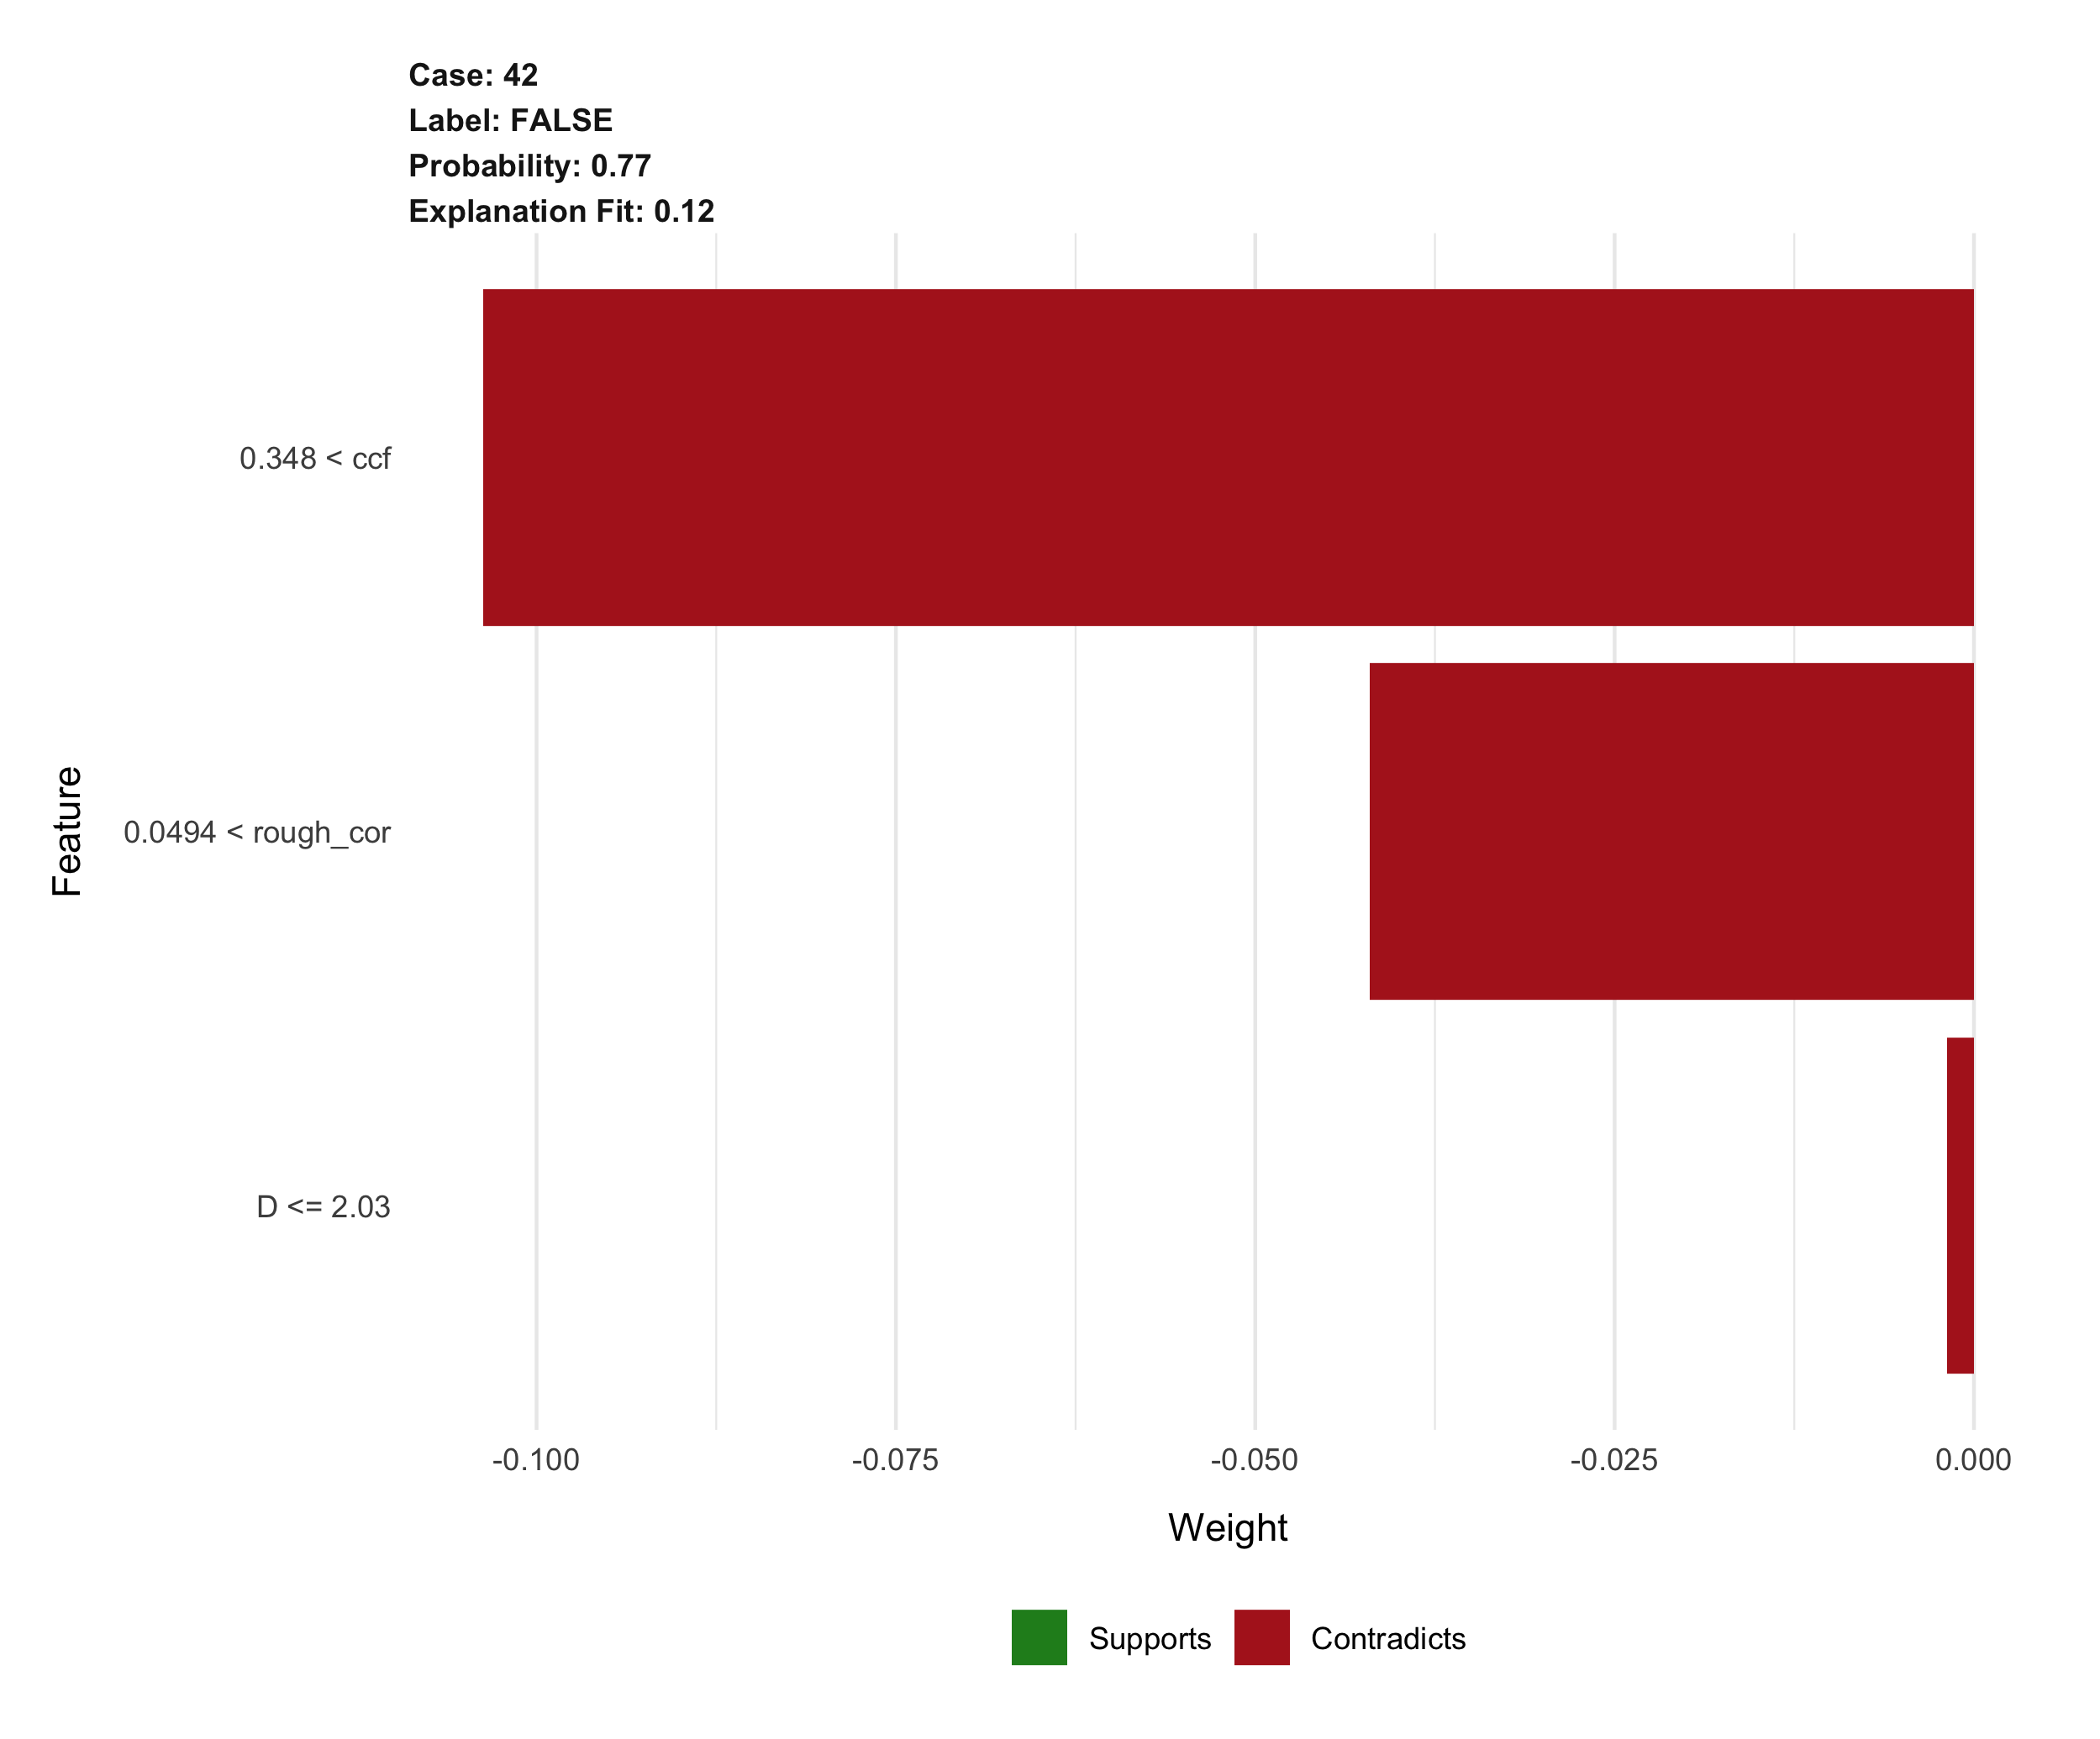 Case: 42
Label: FALSE
Probability: 0.77
Explanation Fit: 0.12
Feature
0.348 < ccf
0.0494 < rough_cor
D <= 2.03
-0.100 -0.075 -0.050 -0.025 0.000
Weight
Supports Contradicts